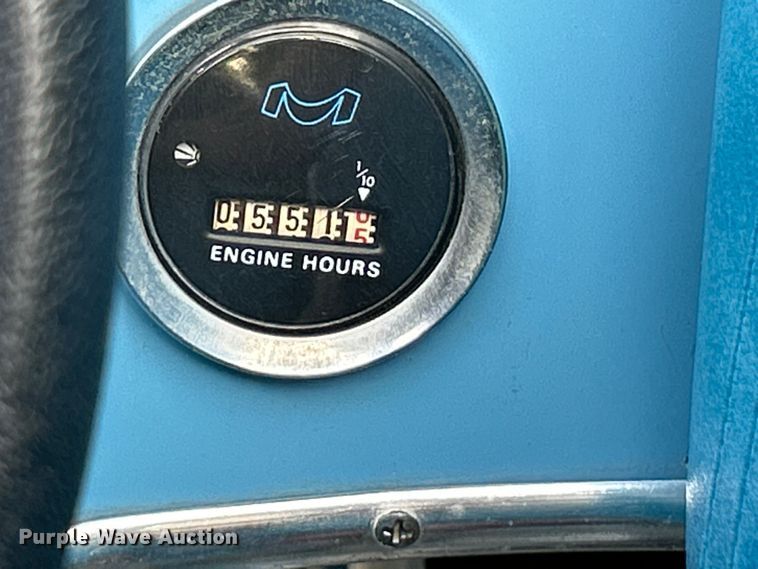 1/10
0551
ENGINE HOURS
Purple Wave Auction